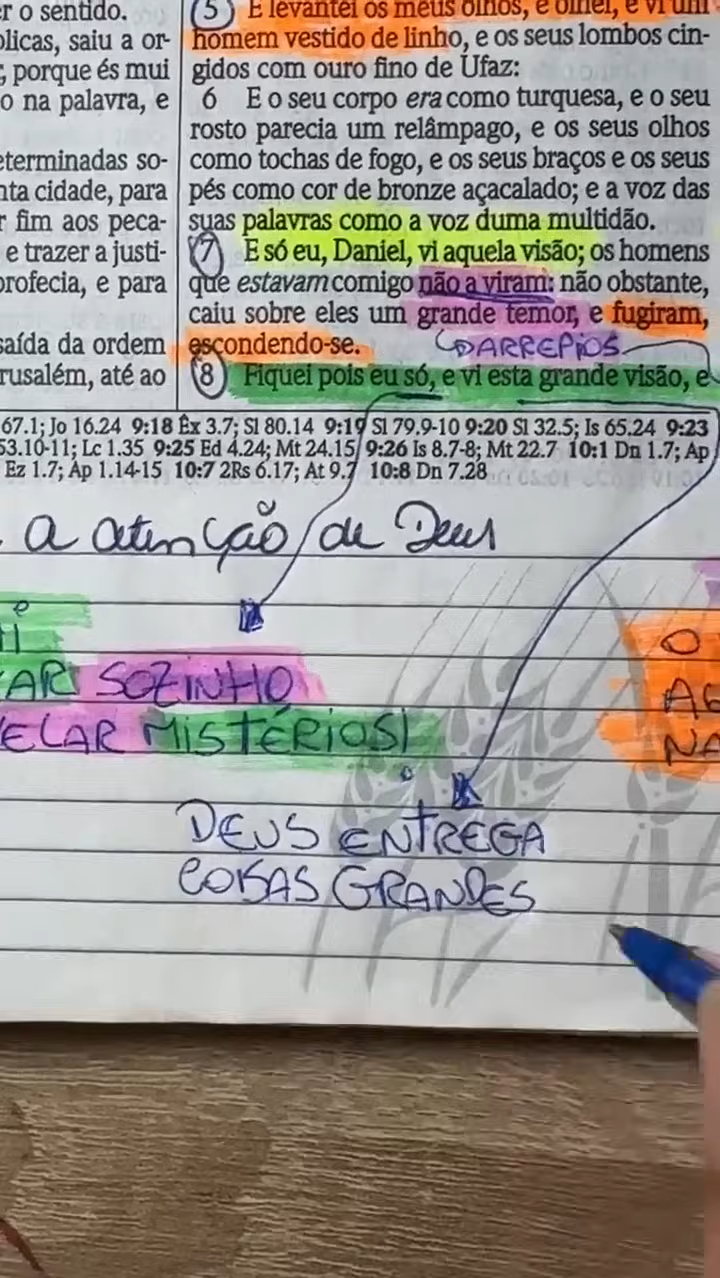 er o sentido.
olicas, saiu a or-
, porque és mui
o na palavra, e
eterminadas so-
nta cidade, para
r fim aos peca-
e trazer a justi-
profecia, e para
saída da ordem
rusalém, até ao
5 E levantei os meus olhos, e olhei, e vi um
homem vestido de linho, e os seus lombos cin-
gidos com ouro fino de Ufaz:
6 E o seu corpo era como turquesa, e o seu
rosto parecia um relâmpago, e os seus olhos
como tochas de fogo, e os seus braços e os seus
pés como cor de bronze açacalado; e a voz das
suas palavras como a voz duma multidão.
7 E só eu, Daniel, vi aquela visão; os homens
que estavam comigo não a viram: não obstante,
caiu sobre eles um grande temor, e fugiram,
escondendo-se.
DARREPIOS
8 Fiquei pois eu só, e vi esta grande visão, e
67.1; Jo 16.24 9:18 Êx 3.7; Sl 80.14 9:19 Sl 79.9-10 9:20 Sl 32.5; Is 65.24 9:23
53.10-11; Lc 1.35 9:25 Ed 4.24; Mt 24.15 9:26 Is 8.7-8; Mt 22.7 10:1 Dn 1.7; Ap
Ez 1.7; Ap 1.14-15 10:7 2Rs 6.17; At 9.7 10:8 Dn 7.28
a atenção de Deus
AR SOZINHO
ELAR MISTÉRIOS!
O
AG
NA
DEUS ENTREGA
COISAS GRANDES